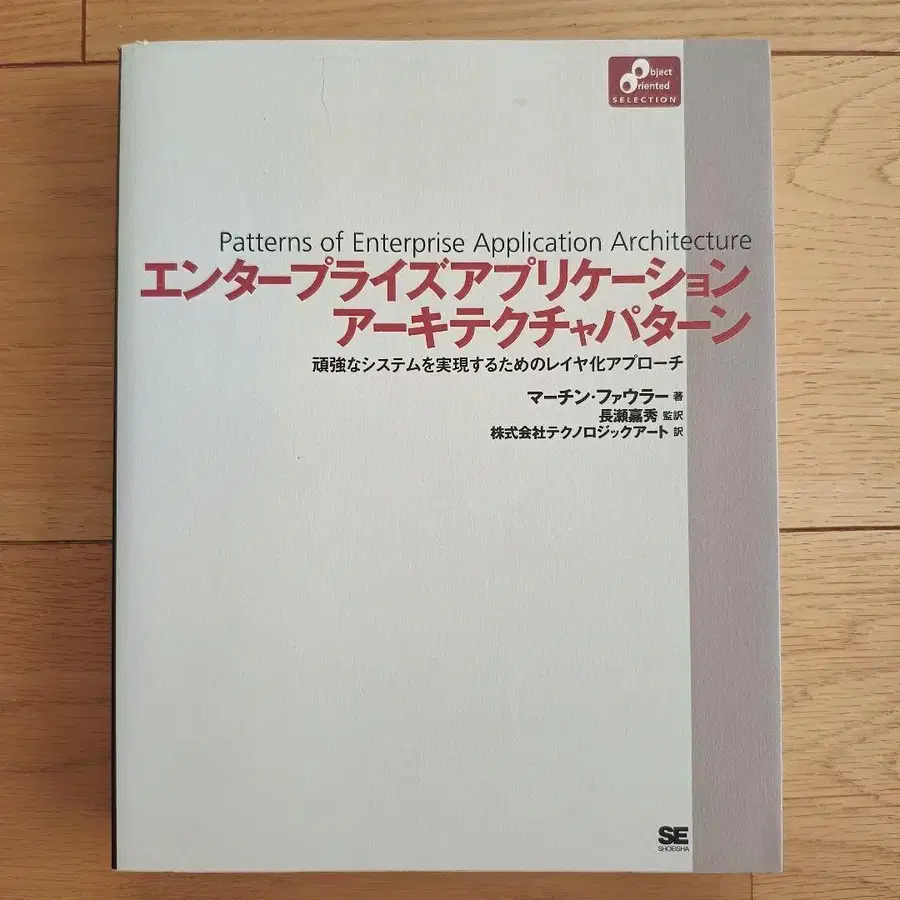 Object
Oriented
SELECTION
Patterns of Enterprise Application Architecture
エンタープライズアプリケーション
アーキテクチャパターン
頑強なシステムを実現するためのレイヤ化アプローチ
マーチン・ファウラー 著
長瀬嘉秀 監訳
株式会社テクノロジックアート 訳
SE
SHOEISHA